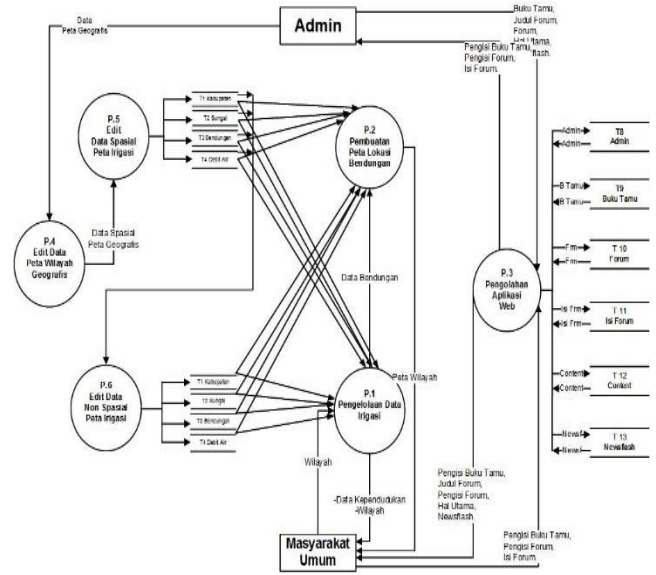 Data
Peta Geografis
Admin
Buku Tamu,
Judul Forum,
Forum,
Hal Utama,
Newsflash.
Pengisi Buku Tamu,
Pengisi Forum,
Isi Forum.
P.5
Edit
Data Spasial
Peta Irigasi
T1 Kabupaten
T2 Sungai
T3 Bendungan
T4 Debit Air
P.2
Pembuatan
Peta Lokasi
Bendungan
Admin
Admin
T8
Admin
B Tamu
B Tamu
T9
Buku Tamu
P.4
Edit Data
Peta Wilayah
Geografis
Data Spasial
Peta Geografis
Data Bendungan
P.3
Pengolahan
Aplikasi
Web
Frm
Frm
T 10
Forum
Isi Frm
Isi Frm
T 11
Isi Forum
Content
Content
T 12
Content
Newsf
Newsf
T 13
Newsflash
P.6
Edit Data
Non Spasial
Peta Irigasi
T1 Kabupaten
T2 Sungai
T3 Bendungan
T4 Debit Air
Peta Wilayah
P.1
Pengelolaan Data
Irigasi
Wilayah
-Data Kependudukan
-Wilayah
Pengisi Buku Tamu,
Judul Forum,
Pengisi Forum,
Hal Utama,
Newsflash.
Masyarakat
Umum
Pengisi Buku Tamu,
Pengisi Forum,
Isi Forum.